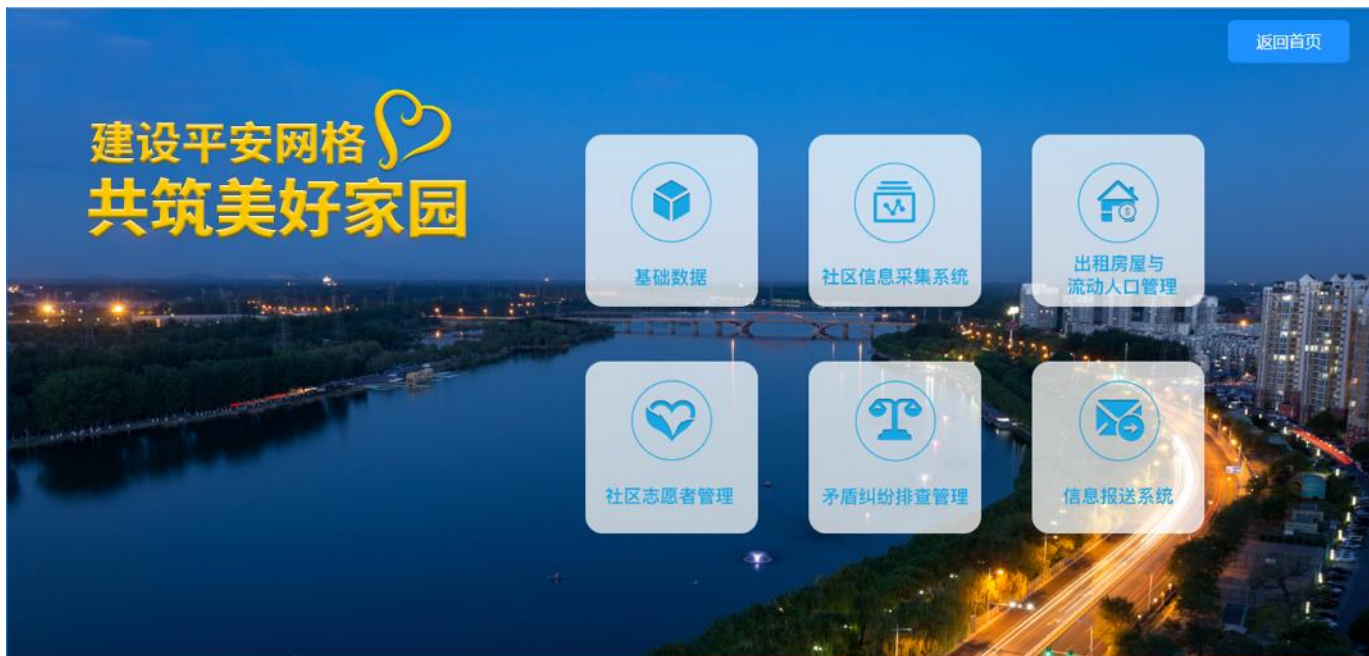 返回首页
建设平安网格
共筑美好家园
基础数据
社区信息采集系统
出租房屋与
流动人口管理
社区志愿者管理
矛盾纠纷排查管理
信息报送系统